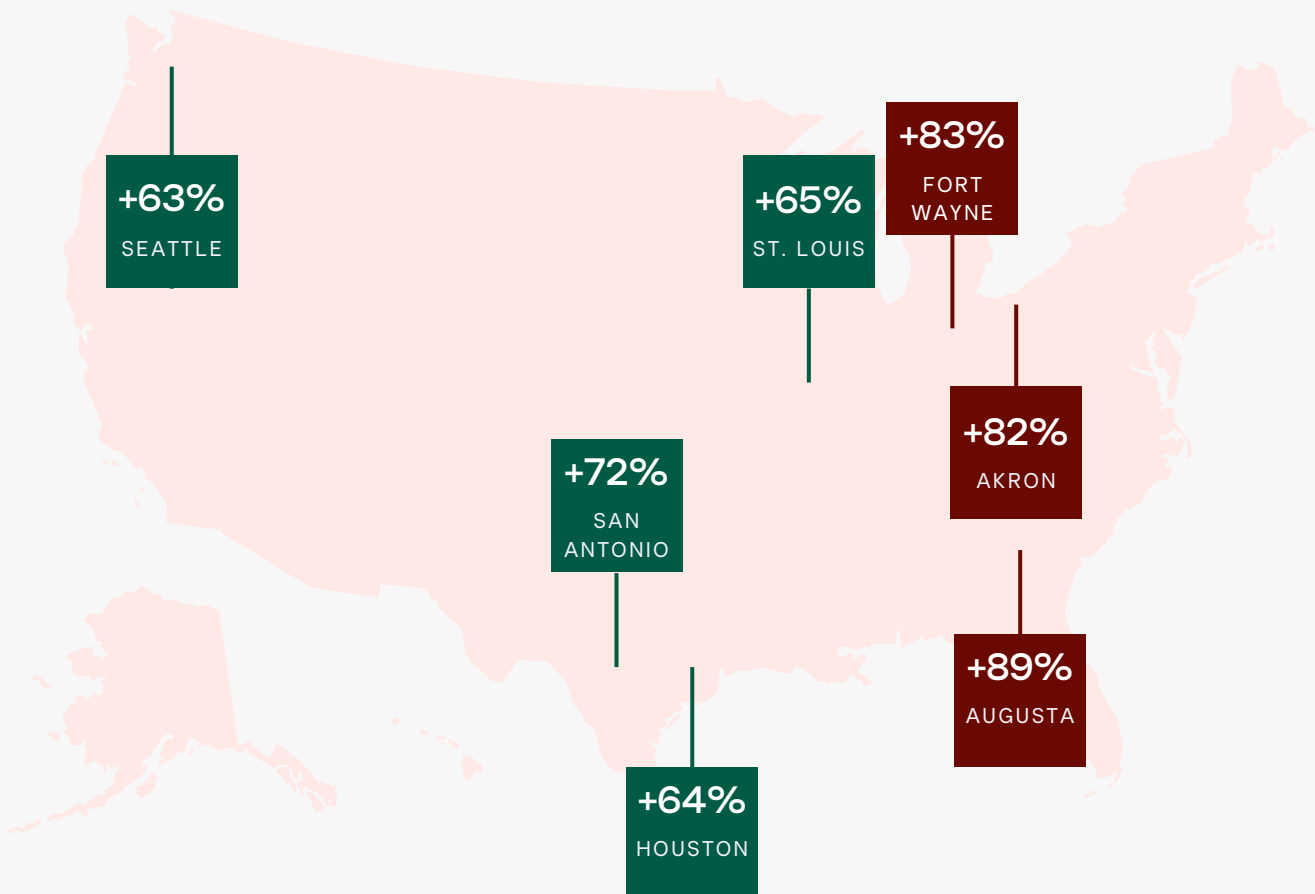 +83%
FORT
WAYNE
+63%
SEATTLE
+65%
ST. LOUIS
+82%
AKRON
+72%
SAN
ANTONIO
+89%
AUGUSTA
+64%
HOUSTON